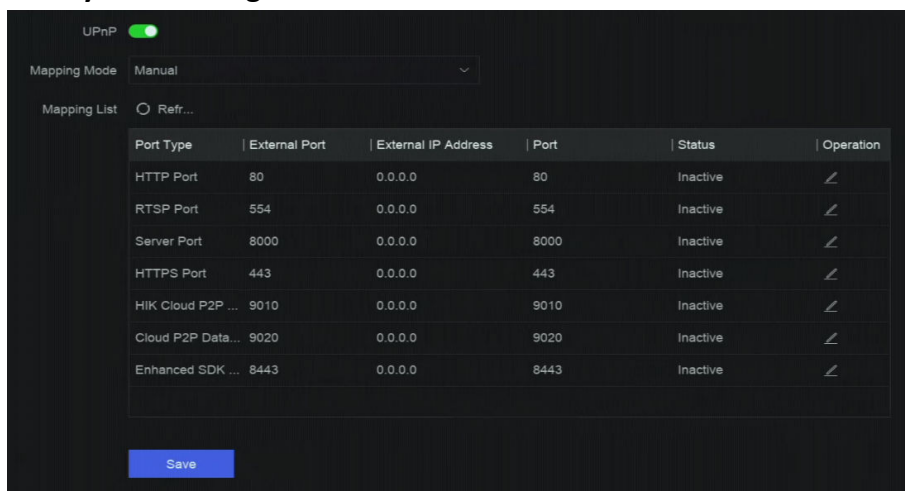 UPnP
Mapping Mode Manual
Mapping List Refr...
Port Type | External Port | External IP Address | Port | Status | Operation
HTTP Port 80 0.0.0.0 80 Inactive
RTSP Port 554 0.0.0.0 554 Inactive
Server Port 8000 0.0.0.0 8000 Inactive
HTTPS Port 443 0.0.0.0 443 Inactive
HIK Cloud P2P ... 9010 0.0.0.0 9010 Inactive
Cloud P2P Data... 9020 0.0.0.0 9020 Inactive
Enhanced SDK ... 8443 0.0.0.0 8443 Inactive
Save